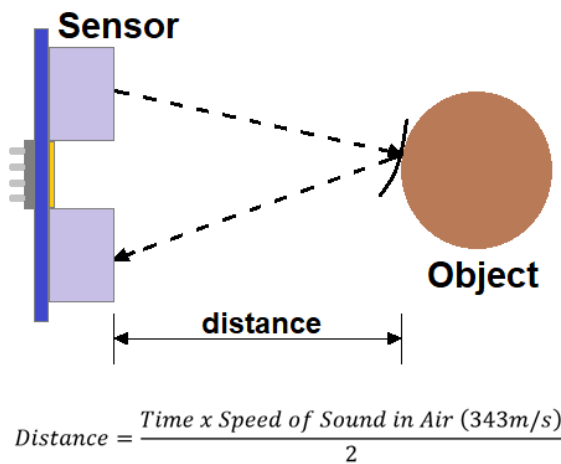 Sensor
Object
distance
Distance = Time x Speed of Sound in Air (343m/s) / 2